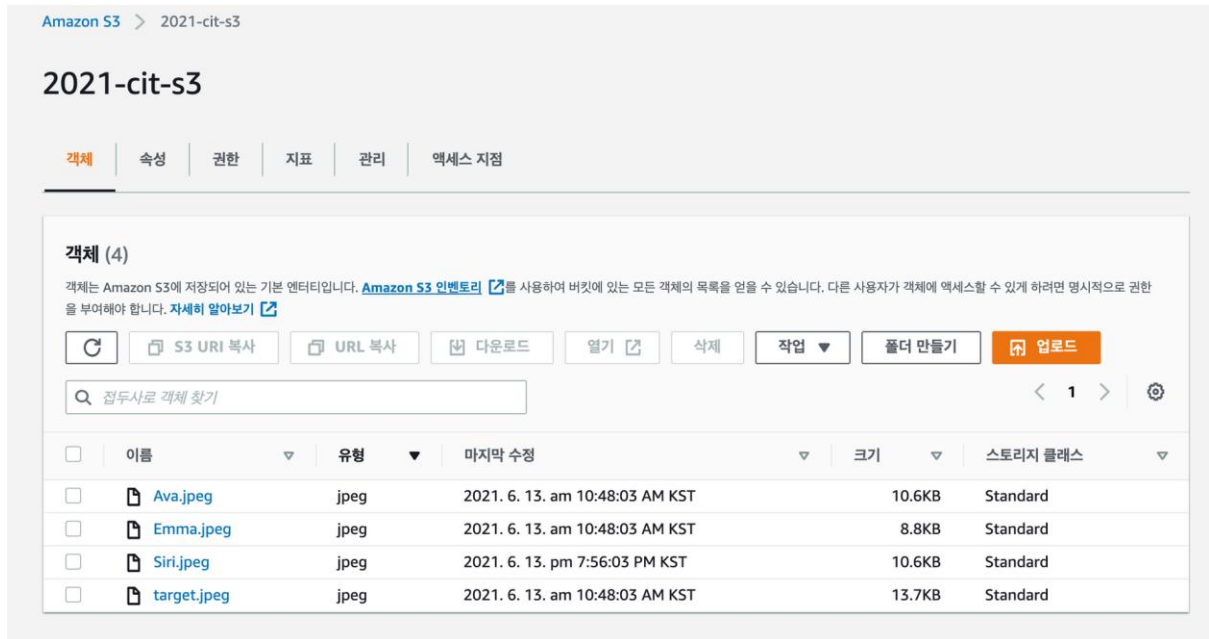 Amazon S3 > 2021-cit-s3
2021-cit-s3
객체 속성 권한 지표 관리 액세스 지점
객체 (4)
객체는 Amazon S3에 저장되어 있는 기본 엔터티입니다. Amazon S3 인벤토리 를 사용하여 버킷에 있는 모든 객체의 목록을 얻을 수 있습니다. 다른 사용자가 객체에 액세스할 수 있게 하려면 명시적으로 권한
을 부여해야 합니다. 자세히 알아보기
S3 URI 복사 URL 복사 다운로드 열기 삭제 작업 ▼ 폴더 만들기 업로드
접두사로 객체 찾기 < 1 >
이름 유형 마지막 수정 크기 스토리지 클래스
Ava.jpeg jpeg 2021. 6. 13. am 10:48:03 AM KST 10.6KB Standard
Emma.jpeg jpeg 2021. 6. 13. am 10:48:03 AM KST 8.8KB Standard
Siri.jpeg jpeg 2021. 6. 13. pm 7:56:03 PM KST 10.6KB Standard
target.jpeg jpeg 2021. 6. 13. am 10:48:03 AM KST 13.7KB Standard